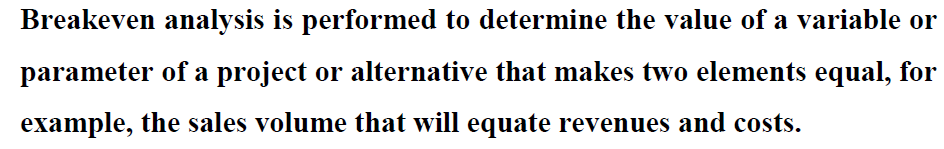 Breakeven analysis is performed to determine the value of a variable or
parameter of a project or alternative that makes two elements equal, for
example, the sales volume that will equate revenues and costs.